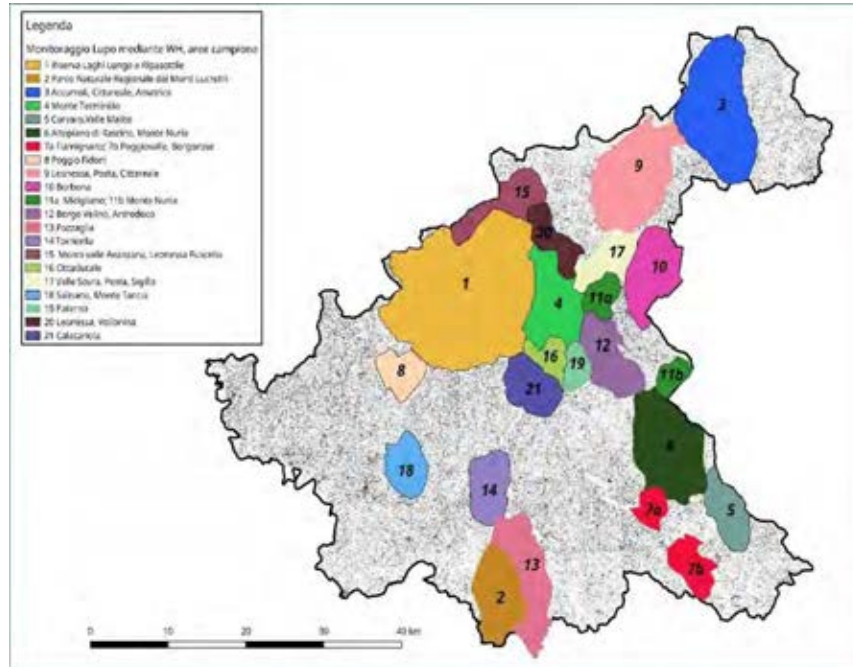 Legenda
Monitoraggio Lupo mediante WH, aree campione
1 Riserva Laghi Lungo e Ripasottile
2 Parco Naturale Regionale dei Monti Lucretili
3 Accumoli, Cittareale, Amatrice
4 Monte Terminillo
5 Corvaro, Valle Malito
6 Altopiano di Rascino, Monte Nuria
7a Fiamignano; 7b Poggiovalle, Borgorose
8 Poggio Fidoni
9 Leonessa, Posta, Cittareale
10 Borbona
11a Micigliano; 11b Monte Nuria
12 Borgo Velino, Antrodoco
13 Pozzaglia
14 Torricella
15 Morro Valle Avanzana, Leonessa
16 Cittaducale
17 Valle Scura, Posta, Sigillo
18 Salisano, Monte Tancia
19 Paterno
20 Leonessa, Vallonina
21 Calcariola
3
9
15
20
17
10
1
4
11a
12
16
19
8
21
11b
6
18
14
7a
5
7b
13
2
0 10 20 30 40 km